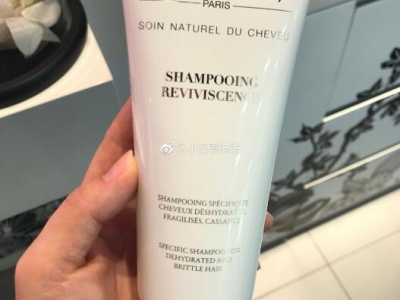 PARIS
SOIN NATUREL DU CHEVEU
SHAMPOOING
REVIVISCENCE
SHAMPOOING SPÉCIFIQUE
CHEVEUX DÉSHYDRATÉS,
FRAGILISÉS, CASSANTS
SPECIFIC SHAMPOO FOR
DEHYDRATED AND
BRITTLE HAIR